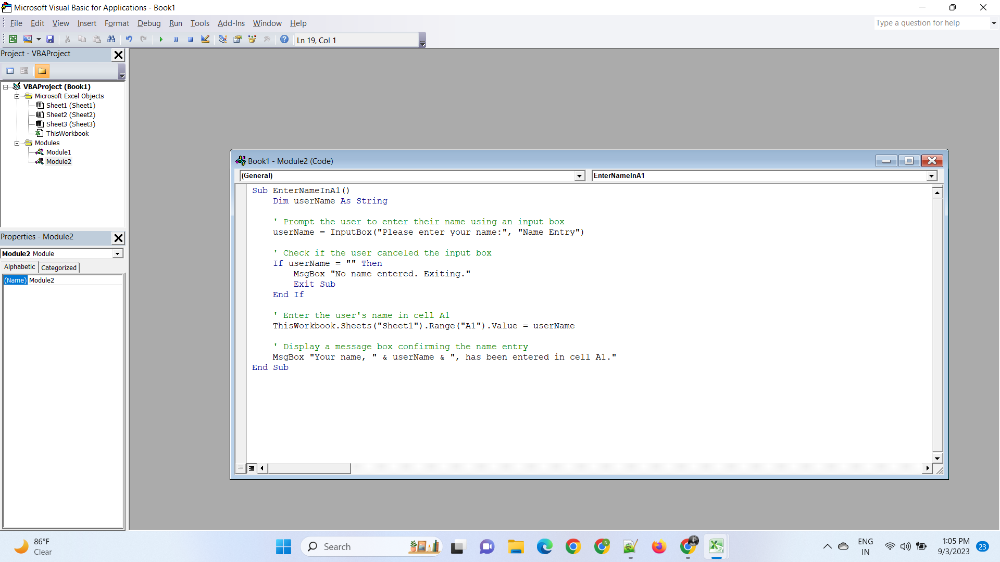 Microsoft Visual Basic for Applications - Book1
File Edit View Insert Format Debug Run Tools Add-Ins Window Help
Type a question for help
Ln 19, Col 1
Project - VBAProject
VBAProject (Book1)
Microsoft Excel Objects
Sheet1 (Sheet1)
Sheet2 (Sheet2)
Sheet3 (Sheet3)
ThisWorkbook
Modules
Module1
Module2
Properties - Module2
Module2 Module
Alphabetic Categorized
(Name) Module2
Book1 - Module2 (Code)
(General) EnterNameInA1
Sub EnterNameInA1()
Dim userName As String
' Prompt the user to enter their name using an input box
userName = InputBox("Please enter your name:", "Name Entry")
' Check if the user canceled the input box
If userName = "" Then
MsgBox "No name entered. Exiting."
Exit Sub
End If
' Enter the user's name in cell A1
ThisWorkbook.Sheets("Sheet1").Range("A1").Value = userName
' Display a message box confirming the name entry
MsgBox "Your name, " & userName & ", has been entered in cell A1."
End Sub
86°F
Clear
Search
N
ENG
IN
1:05 PM
9/3/2023
23